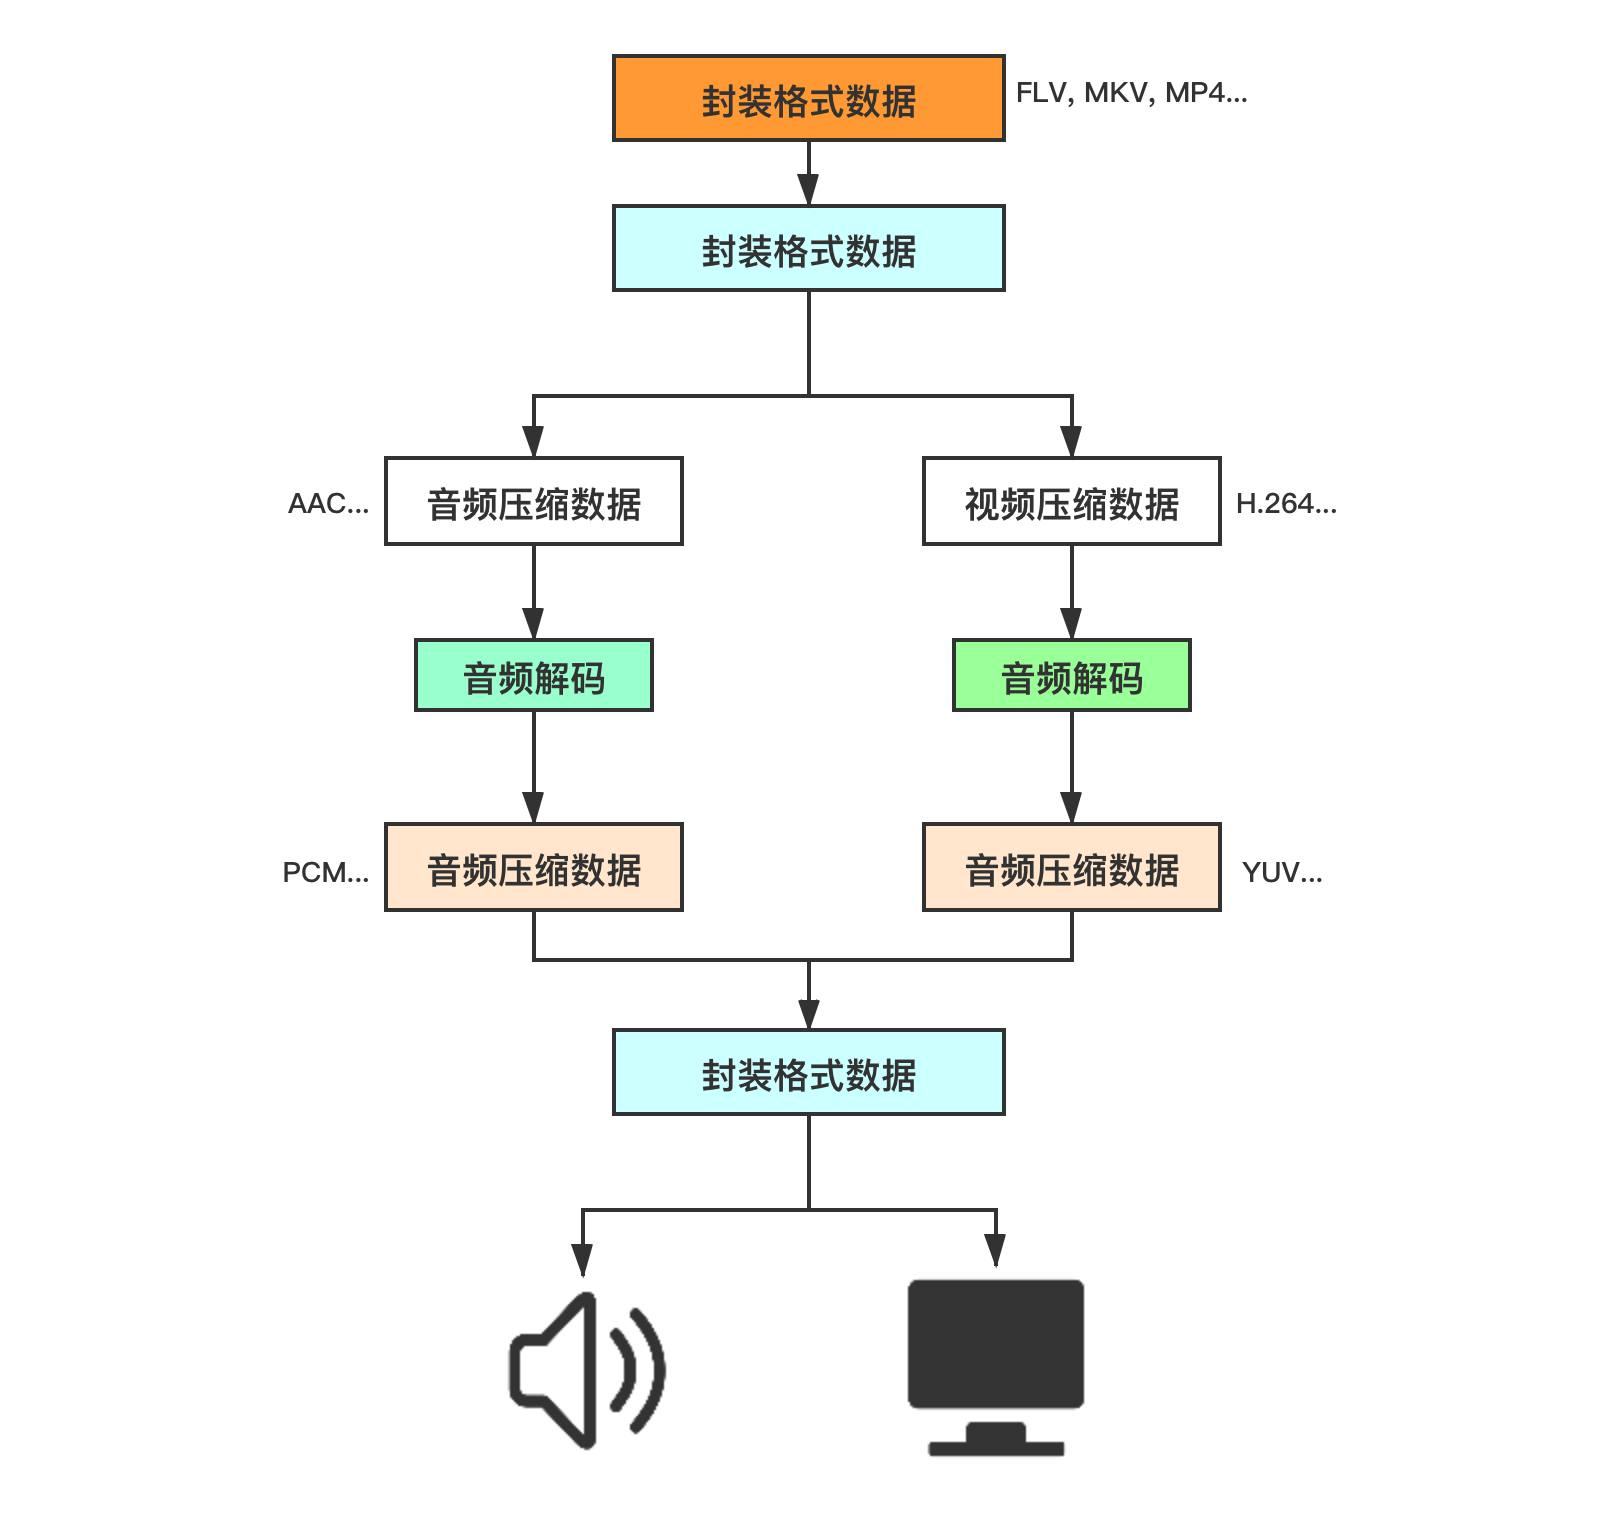 封装格式数据
FLV, MKV, MP4...
封装格式数据
AAC...
音频压缩数据
视频压缩数据
H.264...
音频解码
音频解码
PCM...
音频压缩数据
音频压缩数据
YUV...
封装格式数据